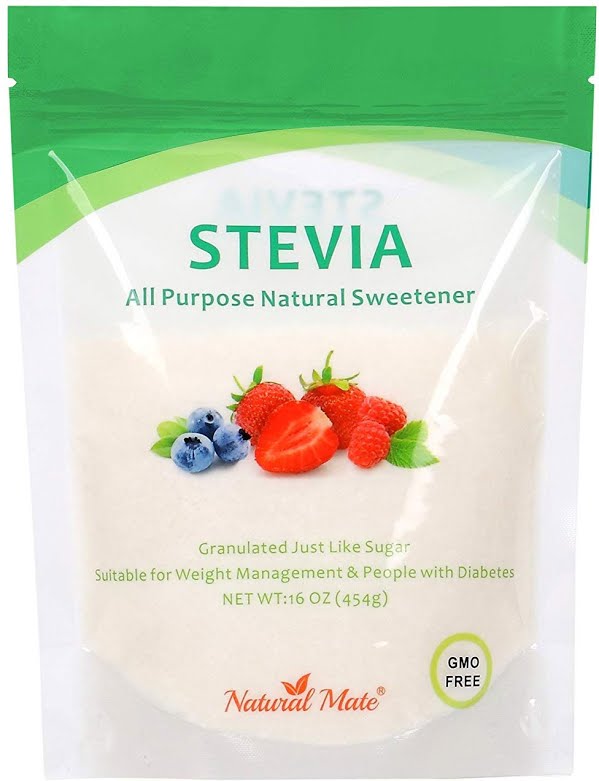 STEVIA
STEVIA
All Purpose Natural Sweetener
Granulated Just Like Sugar
Suitable for Weight Management & People with Diabetes
NET WT:16 OZ (454g)
GMO
FREE
Natural Mate®